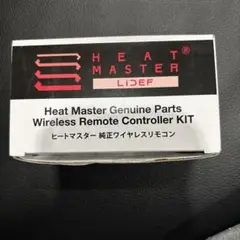 HEAT®
MASTER
LiDEF
Heat Master Genuine Parts
Wireless Remote Controller KIT
ヒートマスター 純正ワイヤレスリモコン